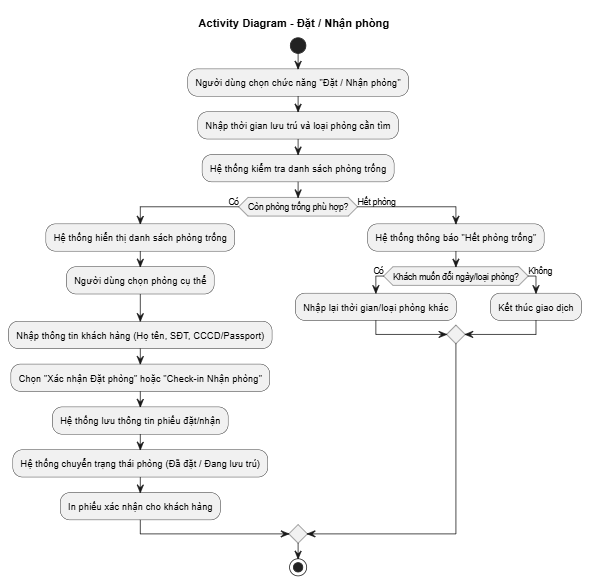 Activity Diagram - Đặt / Nhận phòng
Người dùng chọn chức năng "Đặt / Nhận phòng"
Nhập thời gian lưu trú và loại phòng cần tìm
Hệ thống kiểm tra danh sách phòng trống
Có
Còn phòng trống phù hợp?
Hết phòng
Hệ thống hiển thị danh sách phòng trống
Người dùng chọn phòng cụ thể
Nhập thông tin khách hàng (Họ tên, SĐT, CCCD/Passport)
Chọn "Xác nhận Đặt phòng" hoặc "Check-in Nhận phòng"
Hệ thống lưu thông tin phiếu đặt/nhận
Hệ thống chuyển trạng thái phòng (Đã đặt / Đang lưu trú)
In phiếu xác nhận cho khách hàng
Hệ thống thông báo "Hết phòng trống"
Có
Khách muốn đổi ngày/loại phòng?
Không
Nhập lại thời gian/loại phòng khác
Kết thúc giao dịch